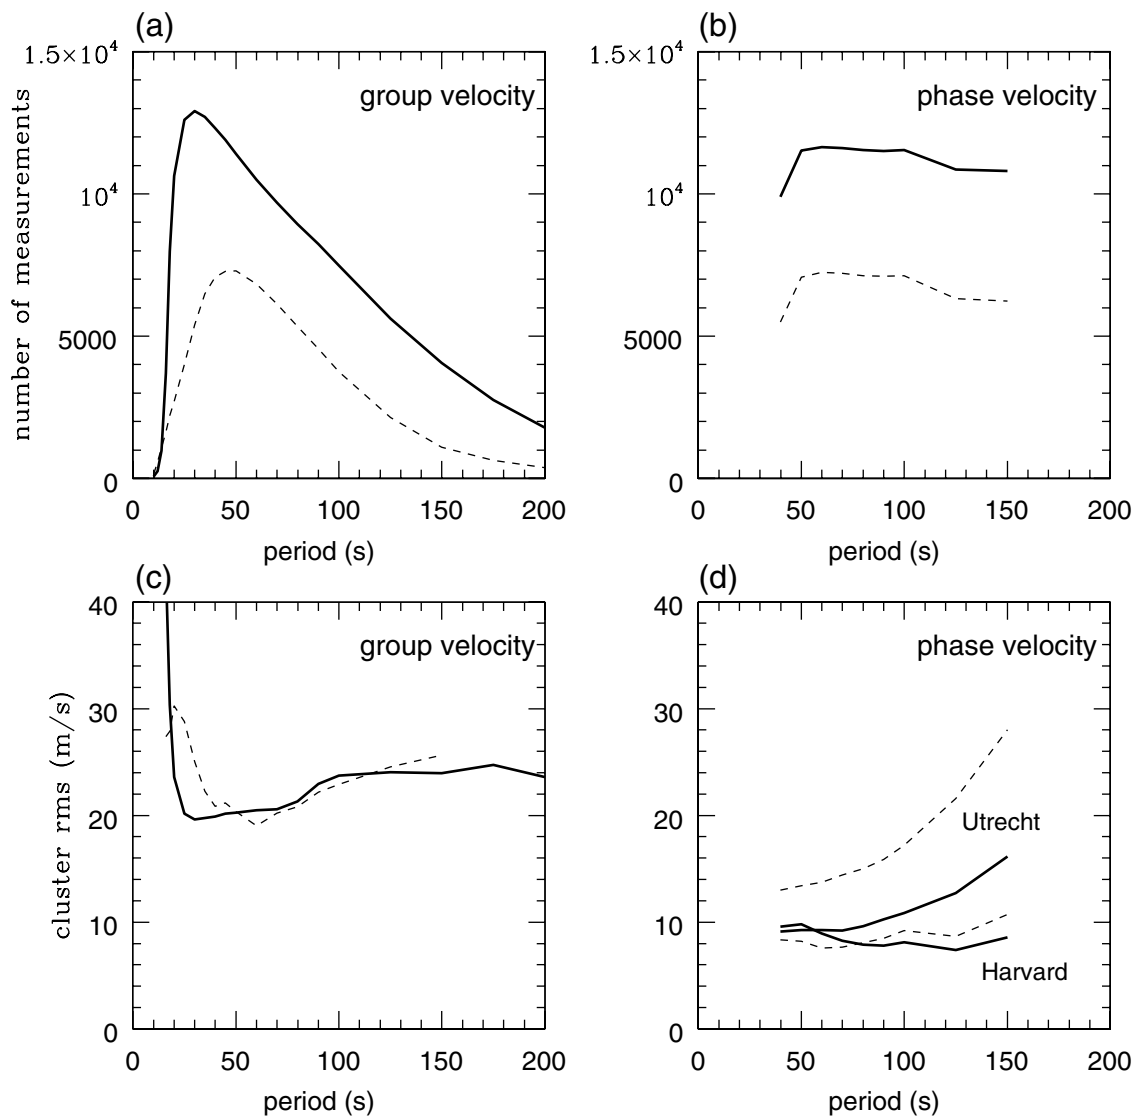 (a)
(b)
1.5×10⁴
group velocity
10⁴
5000
0
number of measurements
0 50 100 150 200
period (s)
1.5×10⁴
phase velocity
10⁴
5000
0
0 50 100 150 200
period (s)
(c)
(d)
40
group velocity
30
20
10
0
cluster rms (m/s)
0 50 100 150 200
period (s)
40
phase velocity
30
20
Utrecht
10
Harvard
0
0 50 100 150 200
period (s)